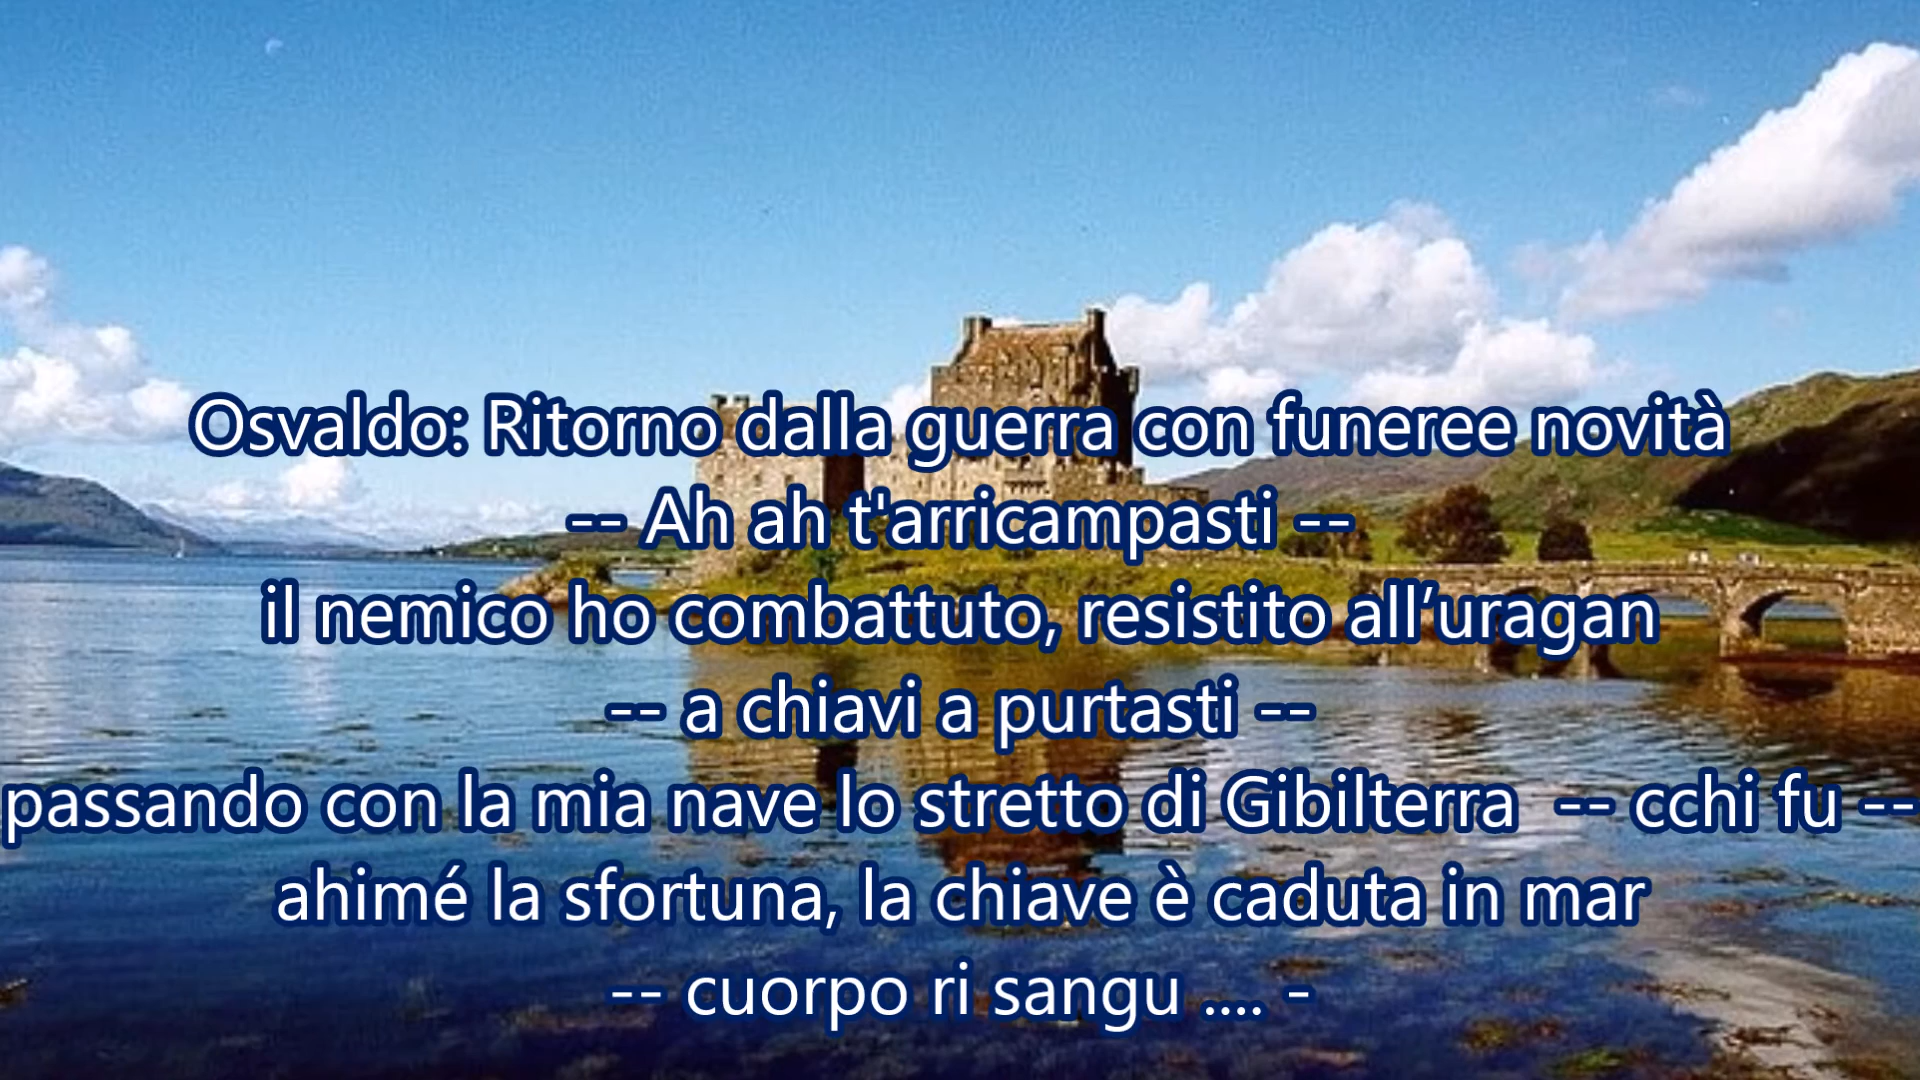 Osvaldo: Ritorno dalla guerra con funeree novità
-- Ah ah t'arricampasti --
il nemico ho combattuto, resistito all’uragan
-- a chiavi a purtasti --
passando con la mia nave lo stretto di Gibilterra  -- cchi fu --
ahimé la sfortuna, la chiave è caduta in mar
-- cuorpo ri sangu .... -